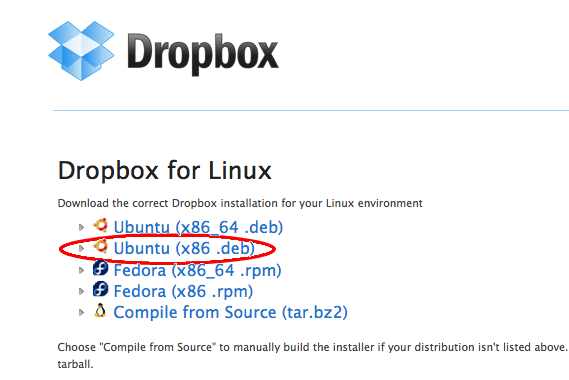 Dropbox
Dropbox for Linux
Download the correct Dropbox installation for your Linux environment
Ubuntu (x86_64 .deb)
Ubuntu (x86 .deb)
Fedora (x86_64 .rpm)
Fedora (x86 .rpm)
Compile from Source (tar.bz2)
Choose "Compile from Source" to manually build the installer if your distribution isn't listed above.
tarball.